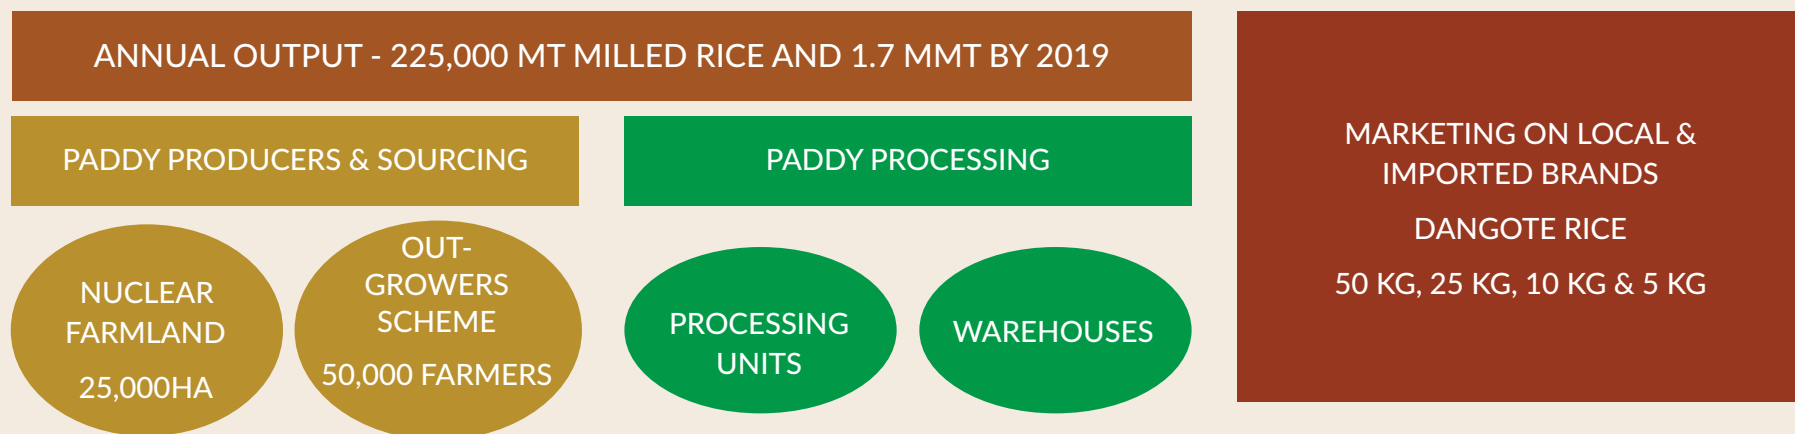 ANNUAL OUTPUT - 225,000 MT MILLED RICE AND 1.7 MMT BY 2019
PADDY PRODUCERS & SOURCING
NUCLEAR
FARMLAND
25,000HA
OUT-
GROWERS
SCHEME
50,000 FARMERS
PADDY PROCESSING
PROCESSING
UNITS
WAREHOUSES
MARKETING ON LOCAL &
IMPORTED BRANDS
DANGOTE RICE
50 KG, 25 KG, 10 KG & 5 KG